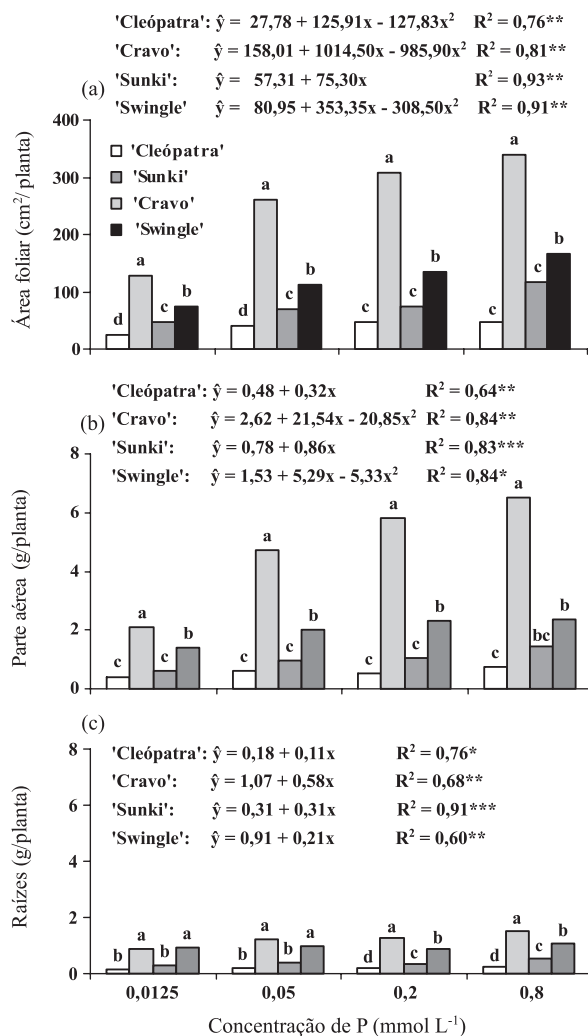 'Cleópatra': ŷ = 27,78 + 125,91x - 127,83x² R² = 0,76**
'Cravo': ŷ = 158,01 + 1014,50x - 985,90x² R² = 0,81**
'Sunki': ŷ = 57,31 + 75,30x R² = 0,93**
'Swingle' ŷ = 80,95 + 353,35x - 308,50x² R² = 0,91**
(a)
Área foliar (cm²/planta)
400
300
200
100
0
'Cleópatra'
'Sunki'
'Cravo'
'Swingle'
d a c b
d a c b
c a c b
c a c b
(b)
'Cleópatra': ŷ = 0,48 + 0,32x R² = 0,64**
'Cravo': ŷ = 2,62 + 21,54x - 20,85x² R² = 0,84**
'Sunki': ŷ = 0,78 + 0,86x R² = 0,83***
'Swingle': ŷ = 1,53 + 5,29x - 5,33x² R² = 0,84*
Parte aérea (g/planta)
8
6
4
2
0
c a c b
c a c b
c a c b
c a bc b
(c)
'Cleópatra': ŷ = 0,18 + 0,11x R² = 0,76*
'Cravo': ŷ = 1,07 + 0,58x R² = 0,68**
'Sunki': ŷ = 0,31 + 0,31x R² = 0,91***
'Swingle': ŷ = 0,91 + 0,21x R² = 0,60**
Raízes (g/planta)
8
6
4
2
0
b a b a
b a b a
d a c b
d a c b
0,0125 0,05 0,2 0,8
Concentração de P (mmol L⁻¹)